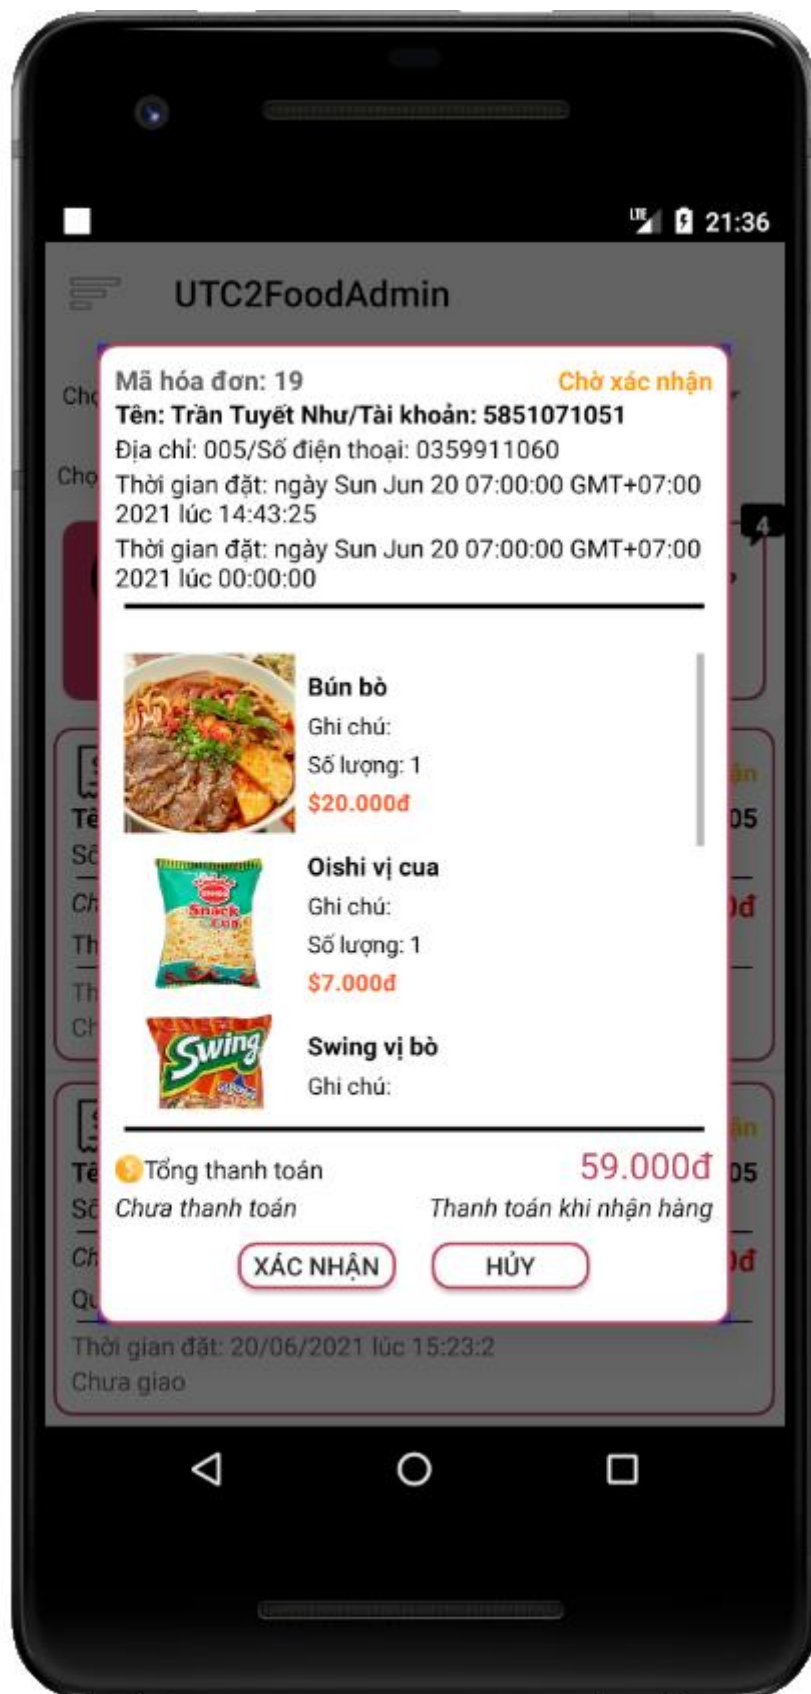 21:36
UTC2FoodAdmin
4
Mã hóa đơn: 19
Chờ xác nhận
Tên: Trần Tuyết Như/Tài khoản: 5851071051
Địa chỉ: 005/Số điện thoại: 0359911060
Thời gian đặt: ngày Sun Jun 20 07:00:00 GMT+07:00
2021 lúc 14:43:25
Thời gian đặt: ngày Sun Jun 20 07:00:00 GMT+07:00
2021 lúc 00:00:00
Bún bò
Ghi chú:
Số lượng: 1
$20.000đ
Snack
Cua
Oishi vị cua
Ghi chú:
Số lượng: 1
$7.000đ
Swing
Swing vị bò
Ghi chú:
Tổng thanh toán
59.000đ
Chưa thanh toán
Thanh toán khi nhận hàng
XÁC NHẬN
HỦY
Thời gian đặt: 20/06/2021 lúc 15:23:2
Chưa giao